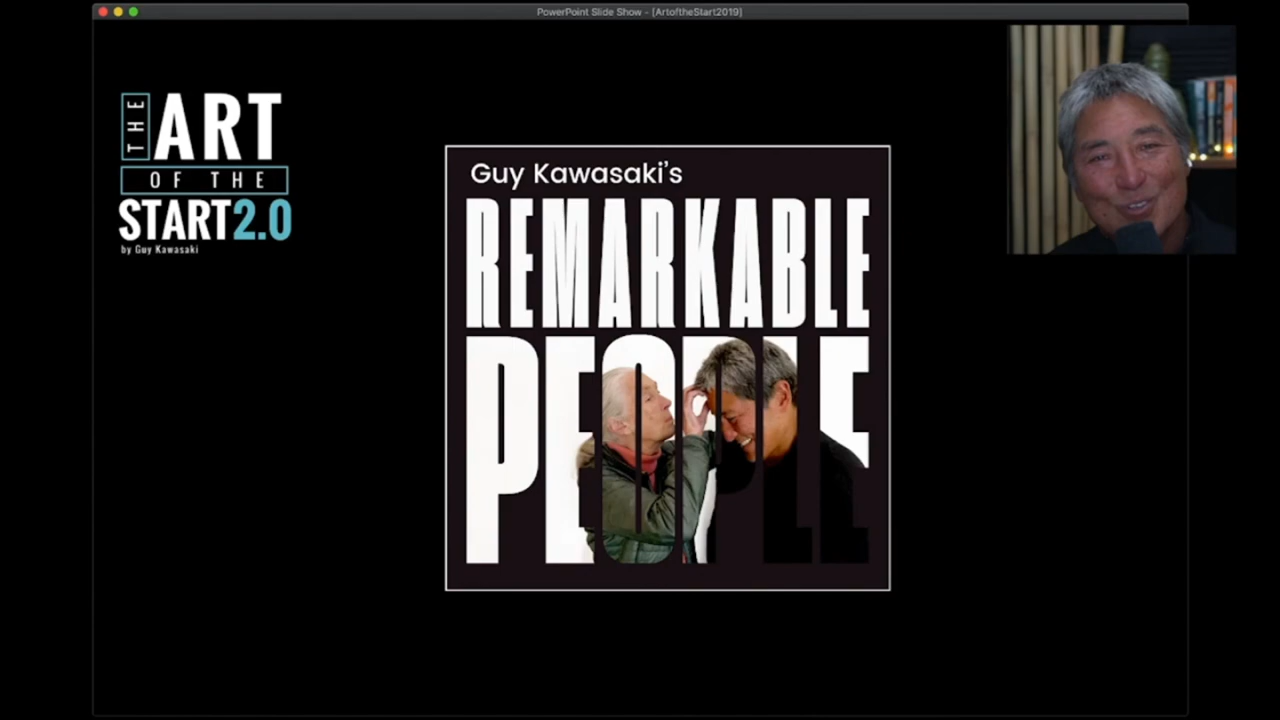 PowerPoint Slide Show - [ArtoftheStart2019]
THE ART
OF THE
START2.0
by Guy Kawasaki
Guy Kawasaki's
REMARKABLE
PEOPLE